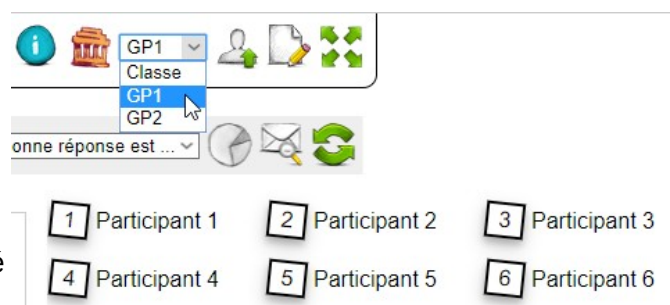 GP1
Classe
GP1
GP2
onne réponse est ...
1 Participant 1 2 Participant 2 3 Participant 3
é
4 Participant 4 5 Participant 5 6 Participant 6